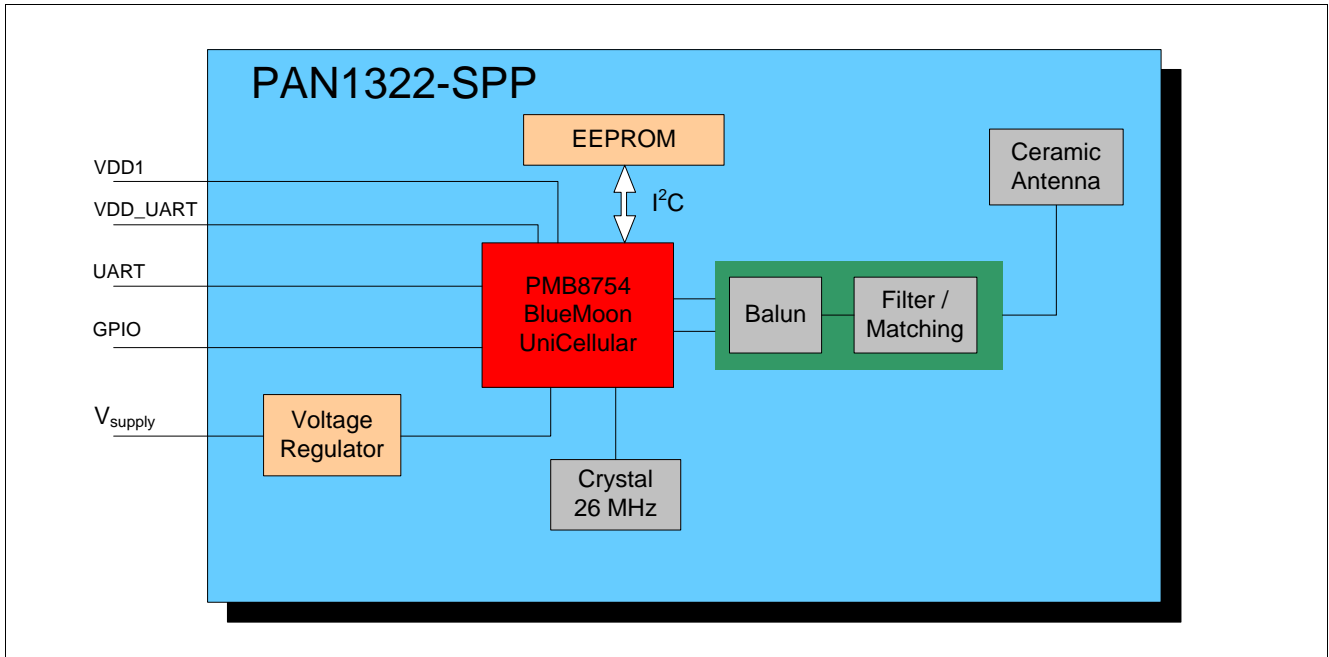 PAN1322-SPP
EEPROM
Ceramic
Antenna
VDD1
I²C
VDD_UART
UART
PMB8754
BlueMoon
UniCellular
Balun
Filter /
Matching
GPIO
Vsupply
Voltage
Regulator
Crystal
26 MHz